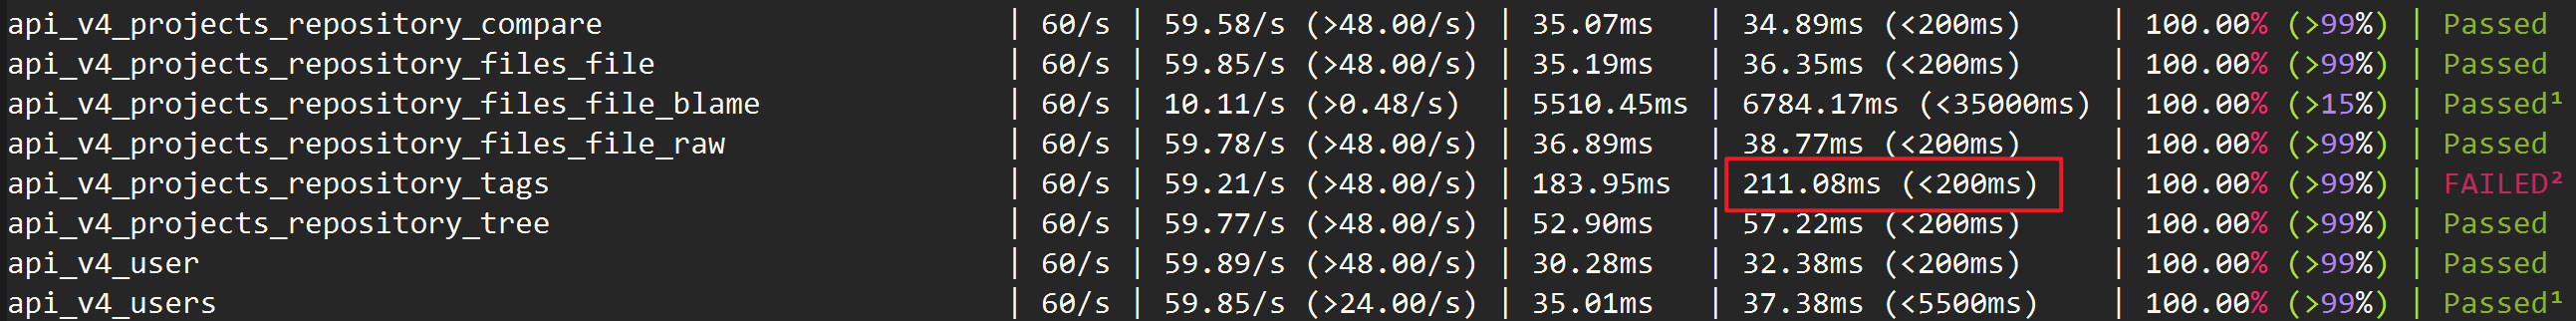 api_v4_projects_repository_compare | 60/s | 59.58/s (>48.00/s) | 35.07ms | 34.89ms (<200ms) | 100.00% (>99%) | Passed
api_v4_projects_repository_files_file | 60/s | 59.85/s (>48.00/s) | 35.19ms | 36.35ms (<200ms) | 100.00% (>99%) | Passed
api_v4_projects_repository_files_file_blame | 60/s | 10.11/s (>0.48/s) | 5510.45ms | 6784.17ms (<35000ms) | 100.00% (>15%) | Passed¹
api_v4_projects_repository_files_file_raw | 60/s | 59.78/s (>48.00/s) | 36.89ms | 38.77ms (<200ms) | 100.00% (>99%) | Passed
api_v4_projects_repository_tags | 60/s | 59.21/s (>48.00/s) | 183.95ms | 211.08ms (<200ms) | 100.00% (>99%) | FAILED²
api_v4_projects_repository_tree | 60/s | 59.77/s (>48.00/s) | 52.90ms | 57.22ms (<200ms) | 100.00% (>99%) | Passed
api_v4_user | 60/s | 59.89/s (>48.00/s) | 30.28ms | 32.38ms (<200ms) | 100.00% (>99%) | Passed
api_v4_users | 60/s | 59.85/s (>24.00/s) | 35.01ms | 37.38ms (<5500ms) | 100.00% (>99%) | Passed¹